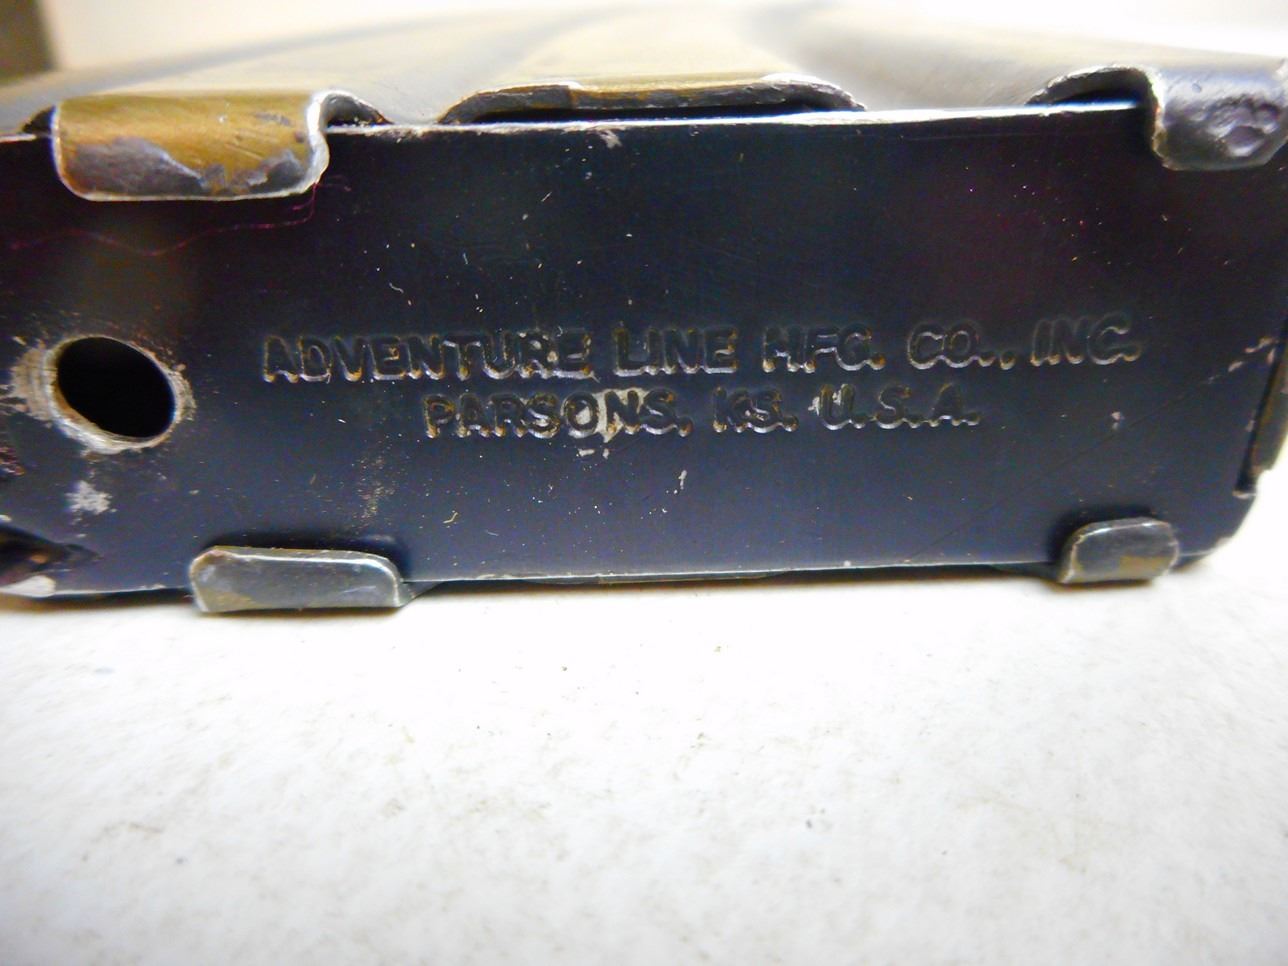 ADVENTURE LINE MFG. CO., INC.
PARSONS, KS. U.S.A.